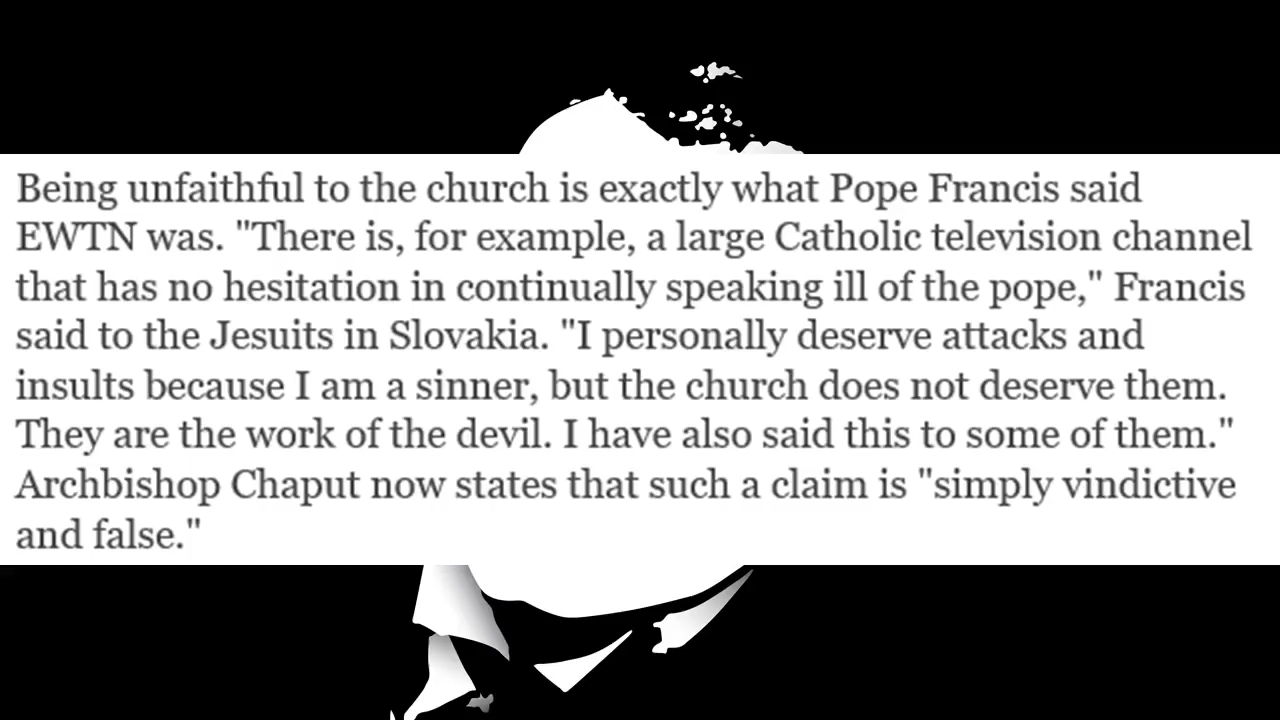 Being unfaithful to the church is exactly what Pope Francis said
EWTN was. "There is, for example, a large Catholic television channel
that has no hesitation in continually speaking ill of the pope," Francis
said to the Jesuits in Slovakia. "I personally deserve attacks and
insults because I am a sinner, but the church does not deserve them.
They are the work of the devil. I have also said this to some of them."
Archbishop Chaput now states that such a claim is "simply vindictive
and false."